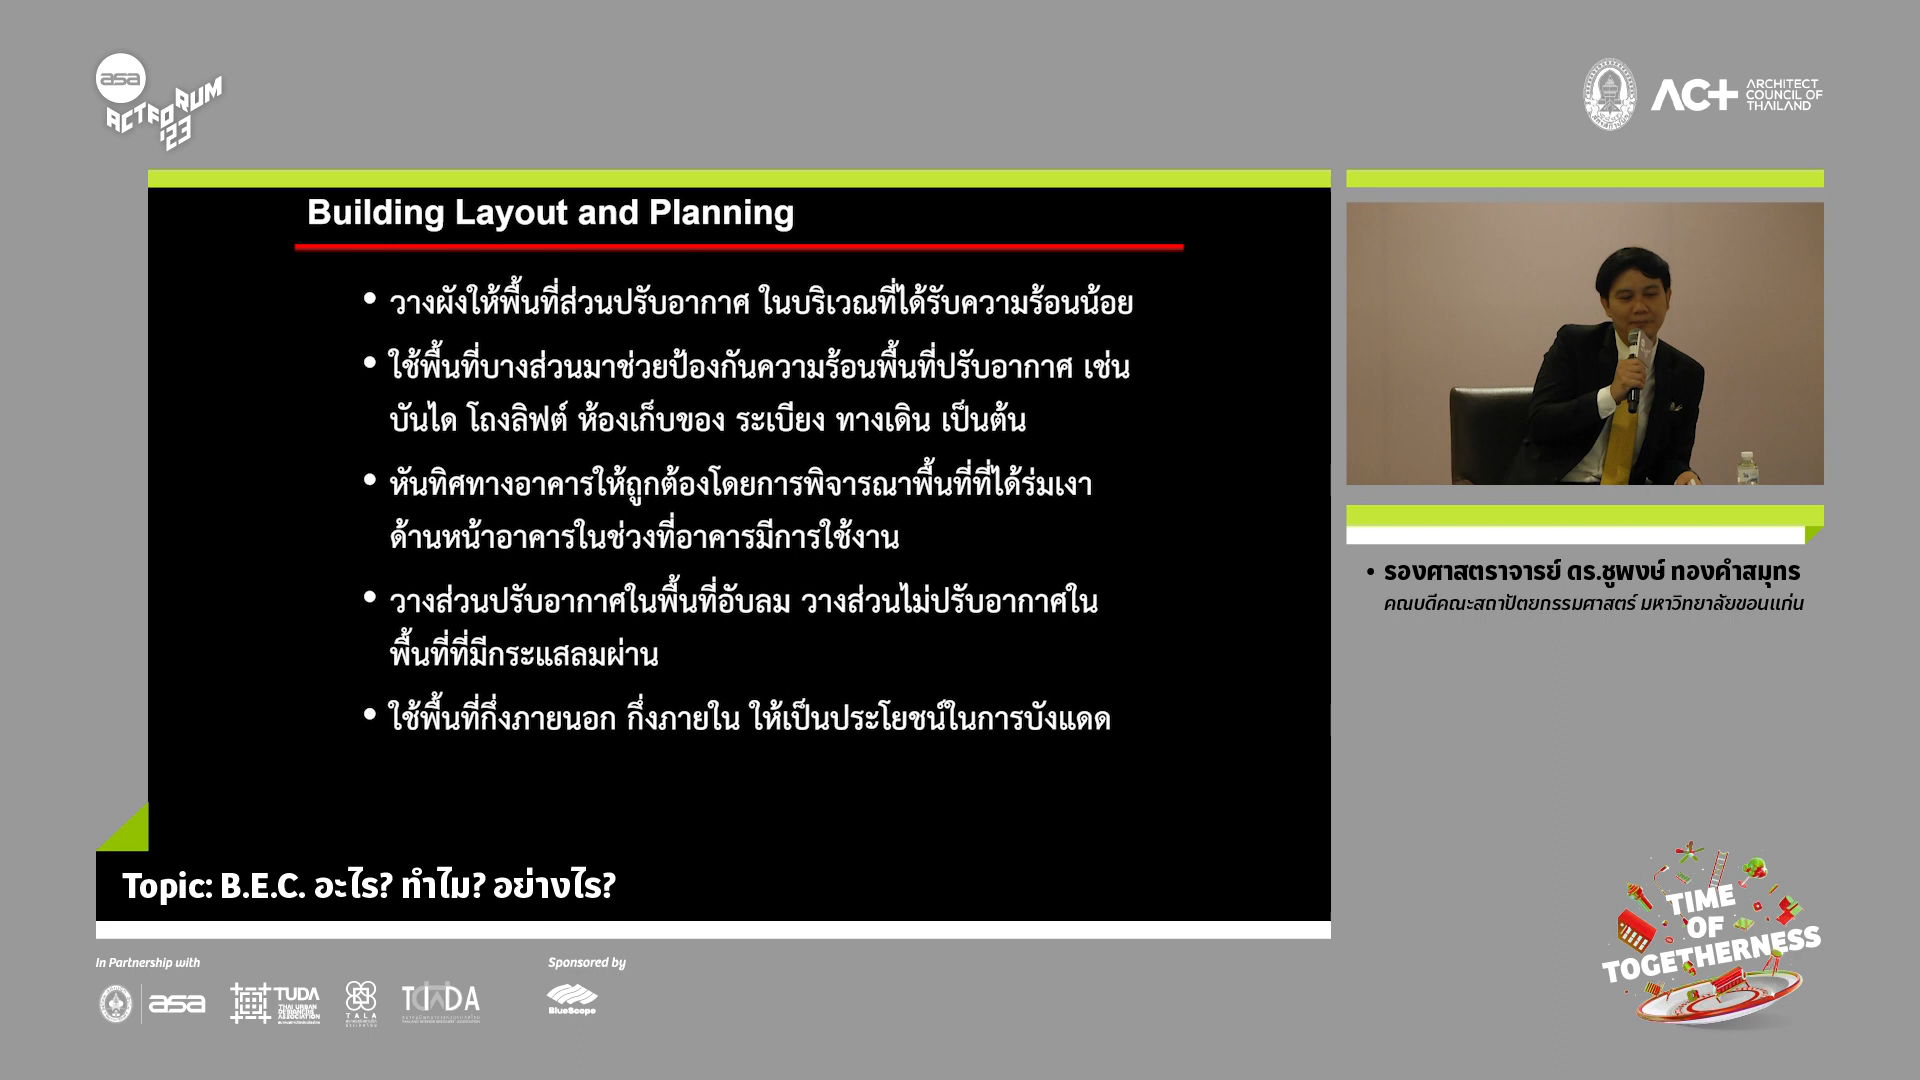 asa
ACTFORUM
'23
ACT
ARCHITECT
COUNCIL OF
THAILAND
Building Layout and Planning
• วางผังให้พื้นที่ส่วนปรับอากาศ ในบริเวณที่ได้รับความร้อนน้อย
• ใช้พื้นที่บางส่วนมาช่วยป้องกันความร้อนพื้นที่ปรับอากาศ เช่น
บันได โถงลิฟต์ ห้องเก็บของ ระเบียง ทางเดิน เป็นต้น
• หันทิศทางอาคารให้ถูกต้องโดยการพิจารณาพื้นที่ที่ได้ร่มเงา
ด้านหน้าอาคารในช่วงที่อาคารมีการใช้งาน
• วางส่วนปรับอากาศในพื้นที่อับลม วางส่วนไม่ปรับอากาศใน
พื้นที่ที่มีกระแสลมผ่าน
• ใช้พื้นที่กึ่งภายนอก กึ่งภายใน ให้เป็นประโยชน์ในการบังแดด
• รองศาสตราจารย์ ดร.ชูพงษ์ ทองคำสมุทร
คณบดีคณะสถาปัตยกรรมศาสตร์ มหาวิทยาลัยขอนแก่น
Topic: B.E.C. อะไร? ทำไม? อย่างไร?
TIME
OF
TOGETHERNESS
In Partnership with
asa
TUDA
THAI URBAN
DESIGNERS
ASSOCIATION
TALA
TIDA
Sponsored by
BlueScope